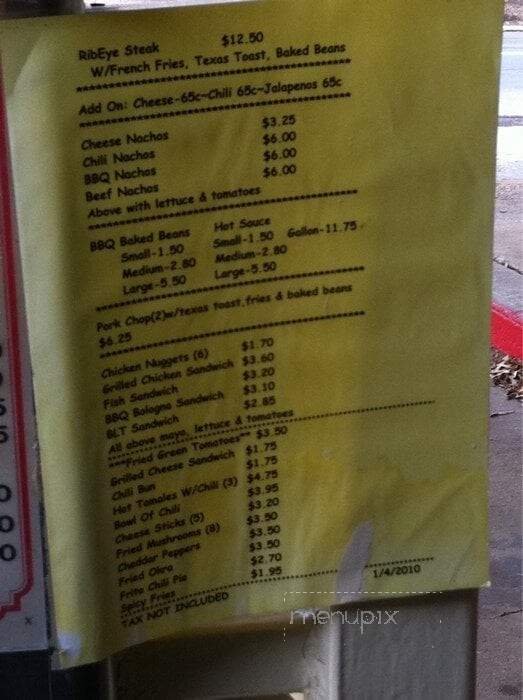 RibEye Steak $12.50
W/French Fries, Texas Toast, Baked Beans
****************************************
Add On: Cheese-65c~Chili 65c~Jalapenos 65c
****************************************
Cheese Nachos $3.25
Chili Nachos $6.00
BBQ Nachos $6.00
Beef Nachos $6.00
Above with lettuce & tomatoes
****************************************
BBQ Baked Beans Hot Sauce
Small-1.50 Small-1.50 Gallon-11.75
Medium-2.80 Medium-2.80
Large-5.50 Large-5.50
****************************************
Pork Chop(2)w/texas toast,fries & baked beans
$6.25
****************************************
Chicken Nuggets (6) $1.70
Grilled Chicken Sandwich $3.60
Fish Sandwich $3.20
BBQ Bologna Sandwich $3.10
BLT Sandwich $2.85
All above mayo, lettuce & tomatoes
***Fried Green Tomatoes** $3.50
Grilled Cheese Sandwich $1.75
Chili Bun $1.75
Hot Tamales W/Chili (3) $4.75
Bowl Of Chili $3.95
Cheese Sticks (5) $3.20
Fried Mushrooms (8) $3.50
Cheddar Peppers $3.50
Fried Okra $3.50
Frito Chili Pie $2.70
Spicy Fries $1.95
TAX NOT INCLUDED 1/4/2010
menupix